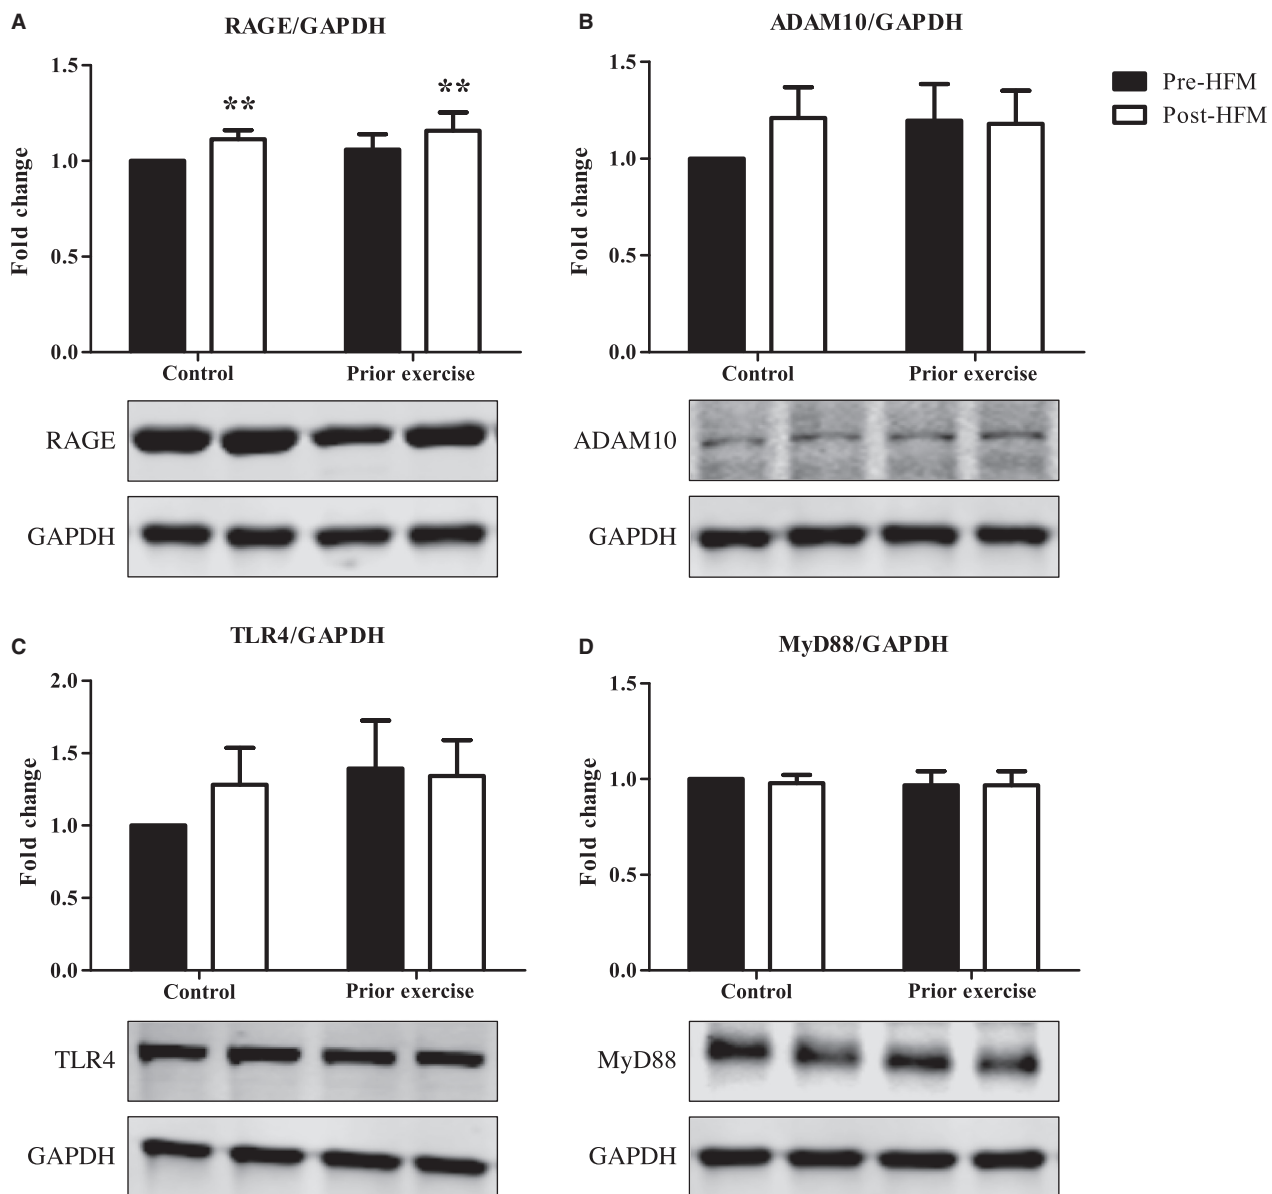 A
RAGE/GAPDH
1.5
1.0
0.5
0.0
Fold change
**
**
Control
Prior exercise
RAGE
GAPDH
B
ADAM10/GAPDH
1.5
1.0
0.5
0.0
Fold change
Control
Prior exercise
ADAM10
GAPDH
Pre-HFM
Post-HFM
C
TLR4/GAPDH
2.0
1.5
1.0
0.5
0.0
Fold change
Control
Prior exercise
TLR4
GAPDH
D
MyD88/GAPDH
1.5
1.0
0.5
0.0
Fold change
Control
Prior exercise
MyD88
GAPDH